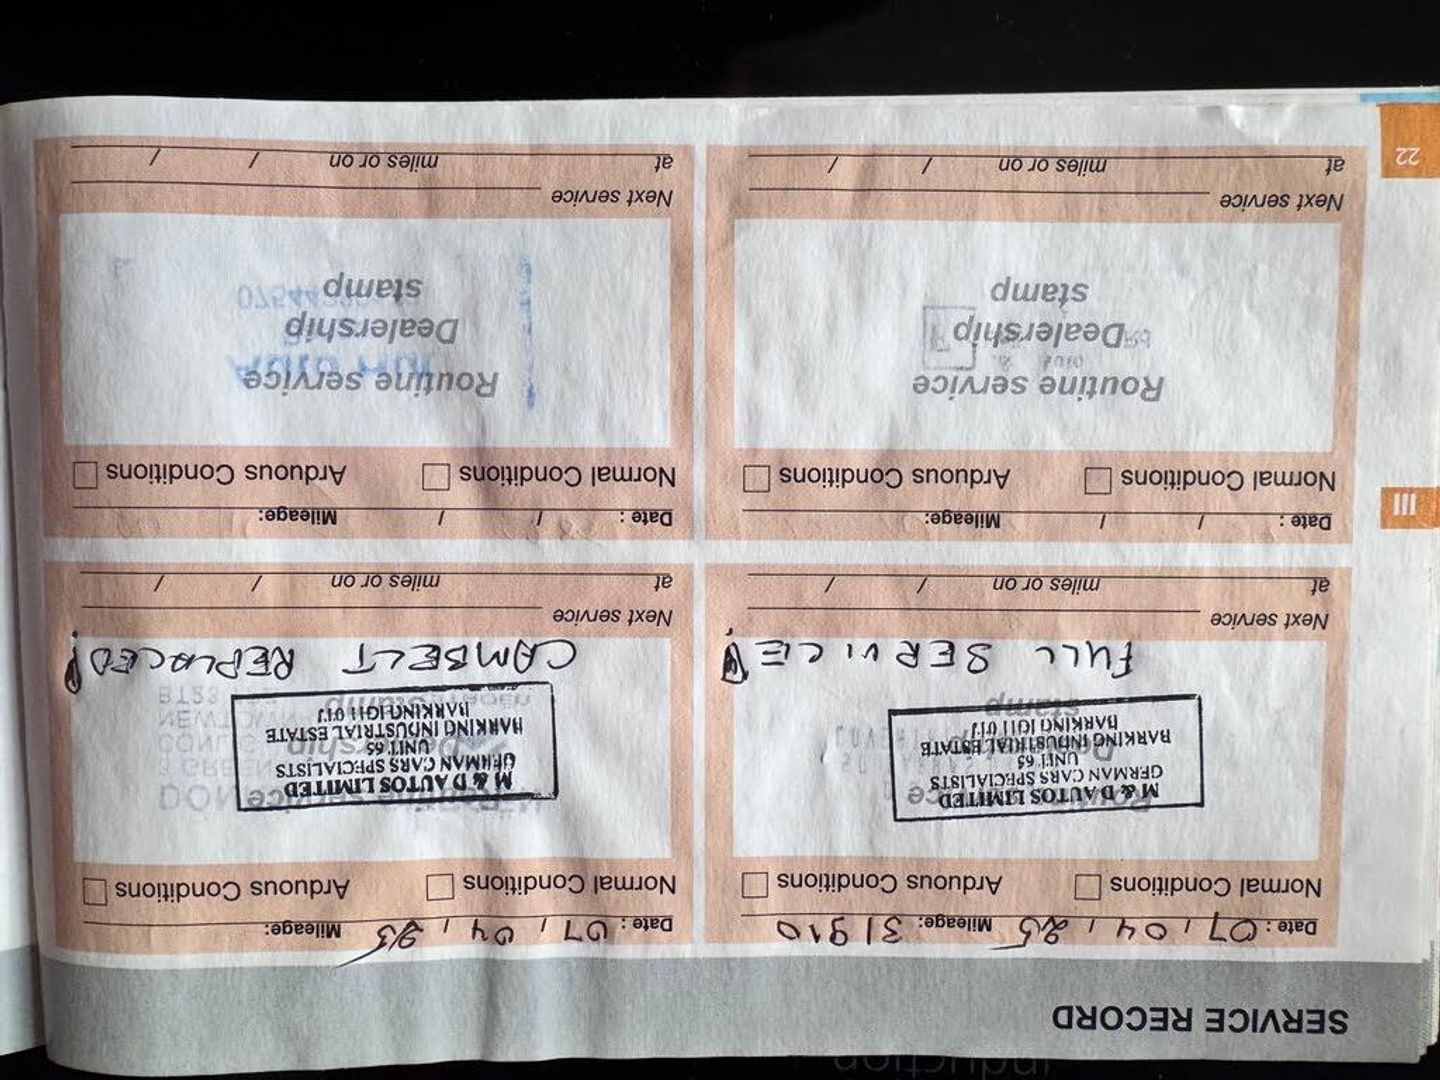 SERVICE RECORD
Date : 07 / 04 / 25 Mileage: 31910
Normal Conditions Arduous Conditions
M & D AUTOS LIMITED
GERMAN CARS SPECIALISTS
UNIT 65
BARKING INDUSTRIAL ESTATE
BARKING IG11 0TJ
stamp
FULL SERVICE!
Next service
at miles or on / /
Date : 07 / 04 / 25 Mileage:
Normal Conditions Arduous Conditions
Routine service
M & D AUTOS LIMITED
GERMAN CARS SPECIALISTS
UNIT 65
BARKING INDUSTRIAL ESTATE
BARKING IG11 0TJ
CAMBELT REPLACED!
Next service
at miles or on / /
Date : / / Mileage:
Normal Conditions Arduous Conditions
Routine service
Dealership
stamp
Next service
at miles or on / /
Date : / / Mileage:
Normal Conditions Arduous Conditions
Routine service
Dealership
stamp
Next service
at miles or on / /
III
22